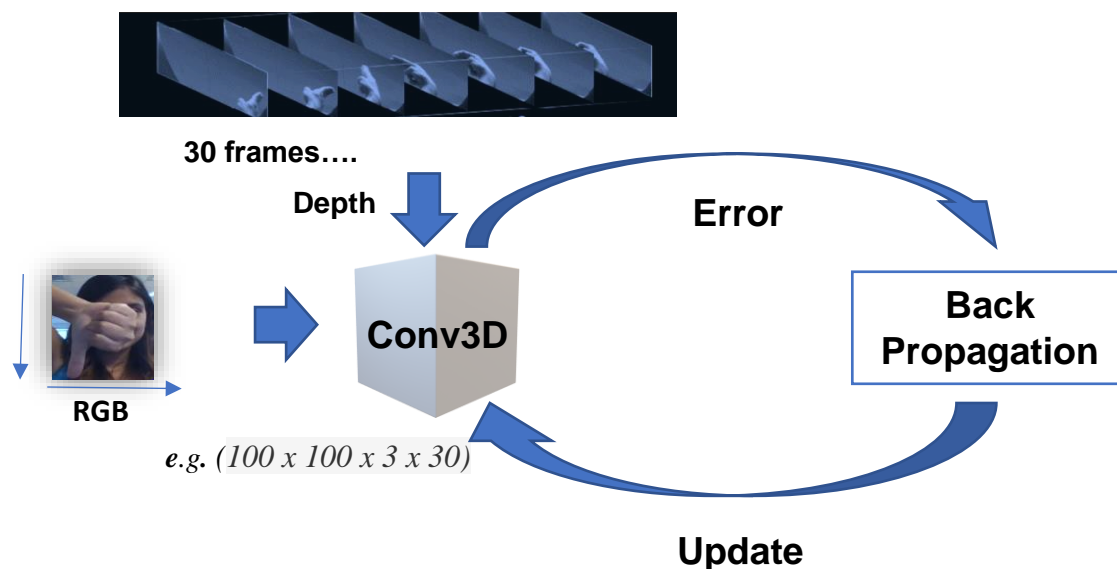 30 frames….
Depth
Error
Conv3D
Back
Propagation
RGB
e.g. (100 x 100 x 3 x 30)
Update